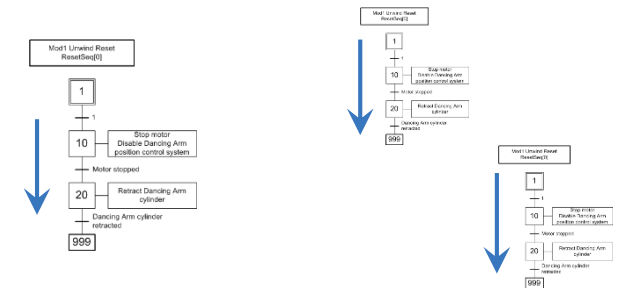 Mod1 Unwind Reset
ResetSeq[0]
1
1
10
Stop motor
Disable Dancing Arm
position control system
Motor stopped
20
Retract Dancing Arm
cylinder
Dancing Arm cylinder
retracted
999
Mod1 Unwind Reset
ResetSeq[0]
1
1
10
Stop motor
Disable Dancing Arm
position control system
Motor stopped
20
Retract Dancing Arm
cylinder
Dancing Arm cylinder
retracted
999
Mod1 Unwind Reset
ResetSeq[0]
1
1
10
Stop motor
Disable Dancing Arm
position control system
Motor stopped
20
Retract Dancing Arm
cylinder
Dancing Arm cylinder
retracted
999